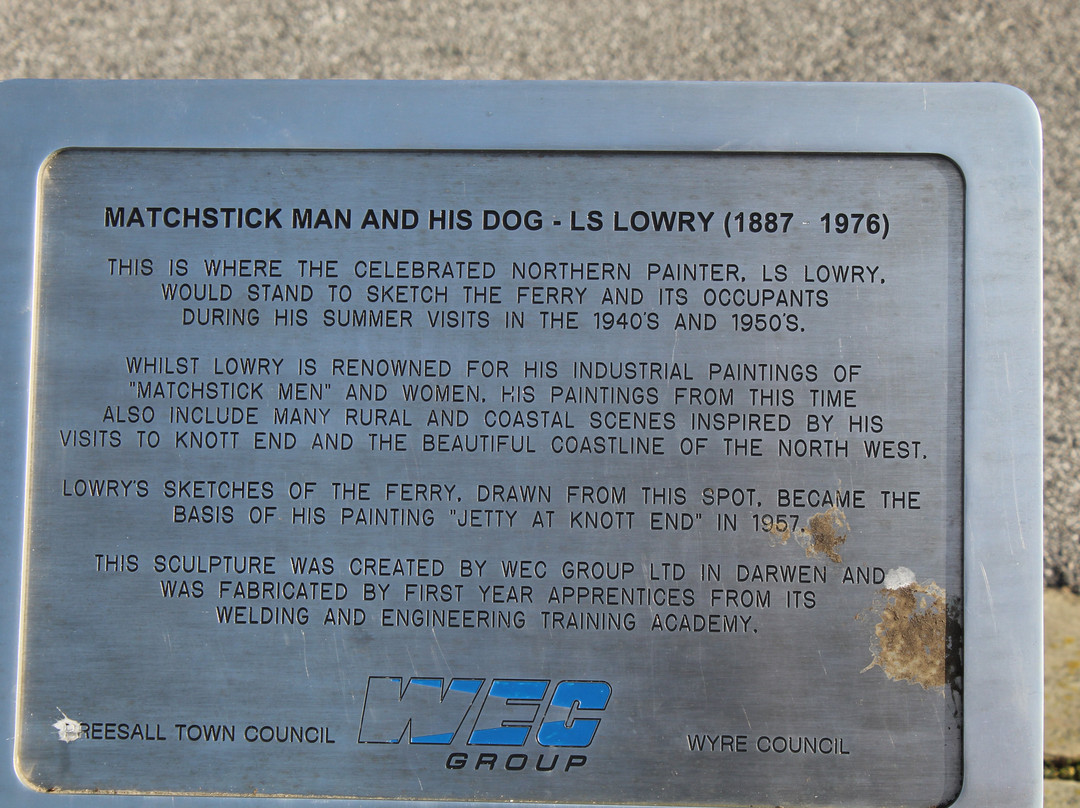 MATCHSTICK MAN AND HIS DOG - LS LOWRY (1887 - 1976)
THIS IS WHERE THE CELEBRATED NORTHERN PAINTER, LS LOWRY,
WOULD STAND TO SKETCH THE FERRY AND ITS OCCUPANTS
DURING HIS SUMMER VISITS IN THE 1940'S AND 1950'S.
WHILST LOWRY IS RENOWNED FOR HIS INDUSTRIAL PAINTINGS OF
"MATCHSTICK MEN" AND WOMEN, HIS PAINTINGS FROM THIS TIME
ALSO INCLUDE MANY RURAL AND COASTAL SCENES INSPIRED BY HIS
VISITS TO KNOTT END AND THE BEAUTIFUL COASTLINE OF THE NORTH WEST.
LOWRY'S SKETCHES OF THE FERRY, DRAWN FROM THIS SPOT, BECAME THE
BASIS OF HIS PAINTING "JETTY AT KNOTT END" IN 1957.
THIS SCULPTURE WAS CREATED BY WEC GROUP LTD IN DARWEN AND
WAS FABRICATED BY FIRST YEAR APPRENTICES FROM ITS
WELDING AND ENGINEERING TRAINING ACADEMY.
PREESALL TOWN COUNCIL
WEC
GROUP
WYRE COUNCIL